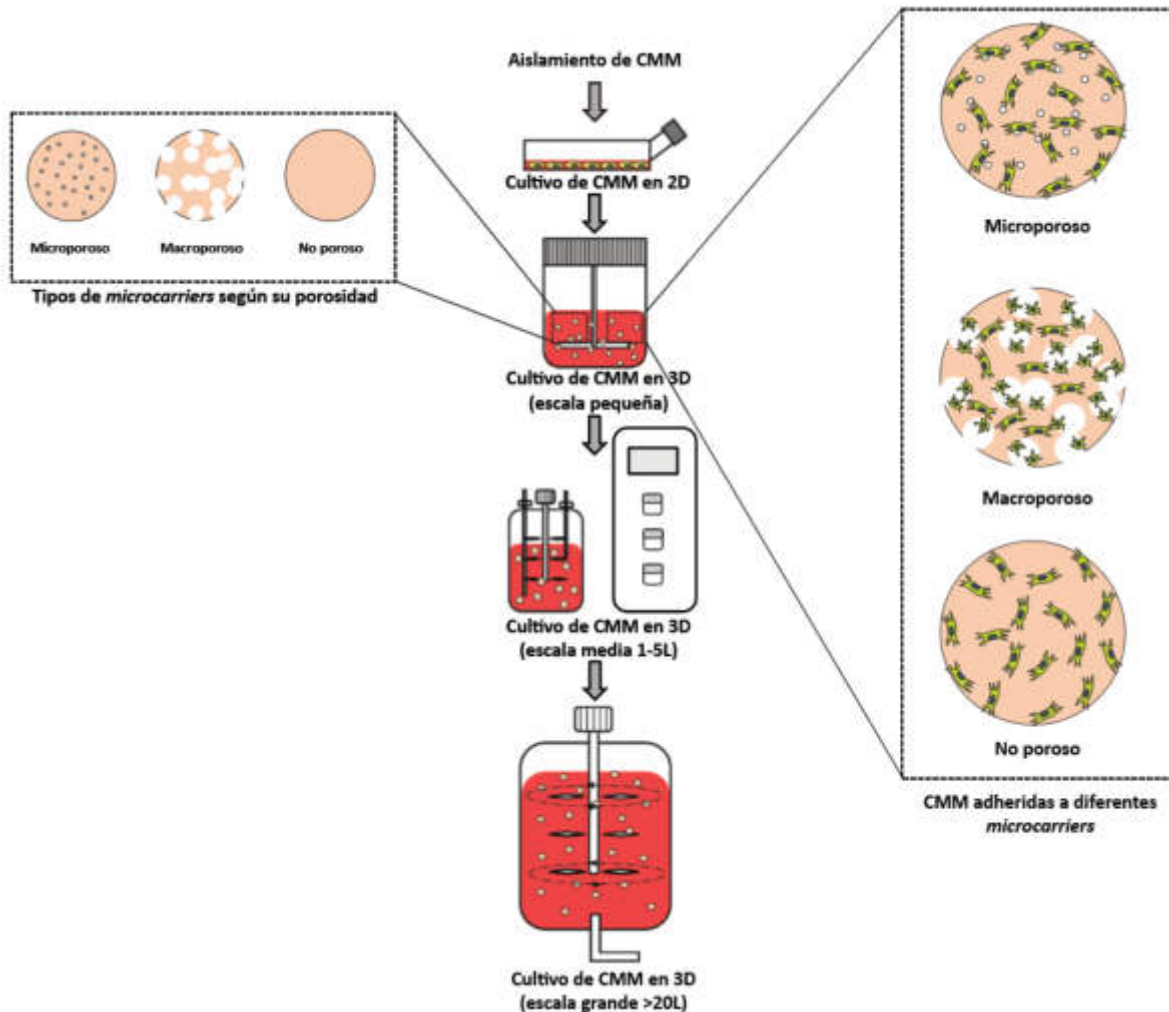 Aislamiento de CMM
Cultivo de CMM en 2D
Microporoso
Macroporoso
No poroso
Tipos de microcarriers según su porosidad
Cultivo de CMM en 3D
(escala pequeña)
Cultivo de CMM en 3D
(escala media 1-5L)
Cultivo de CMM en 3D
(escala grande >20L)
Microporoso
Macroporoso
No poroso
CMM adheridas a diferentes
microcarriers